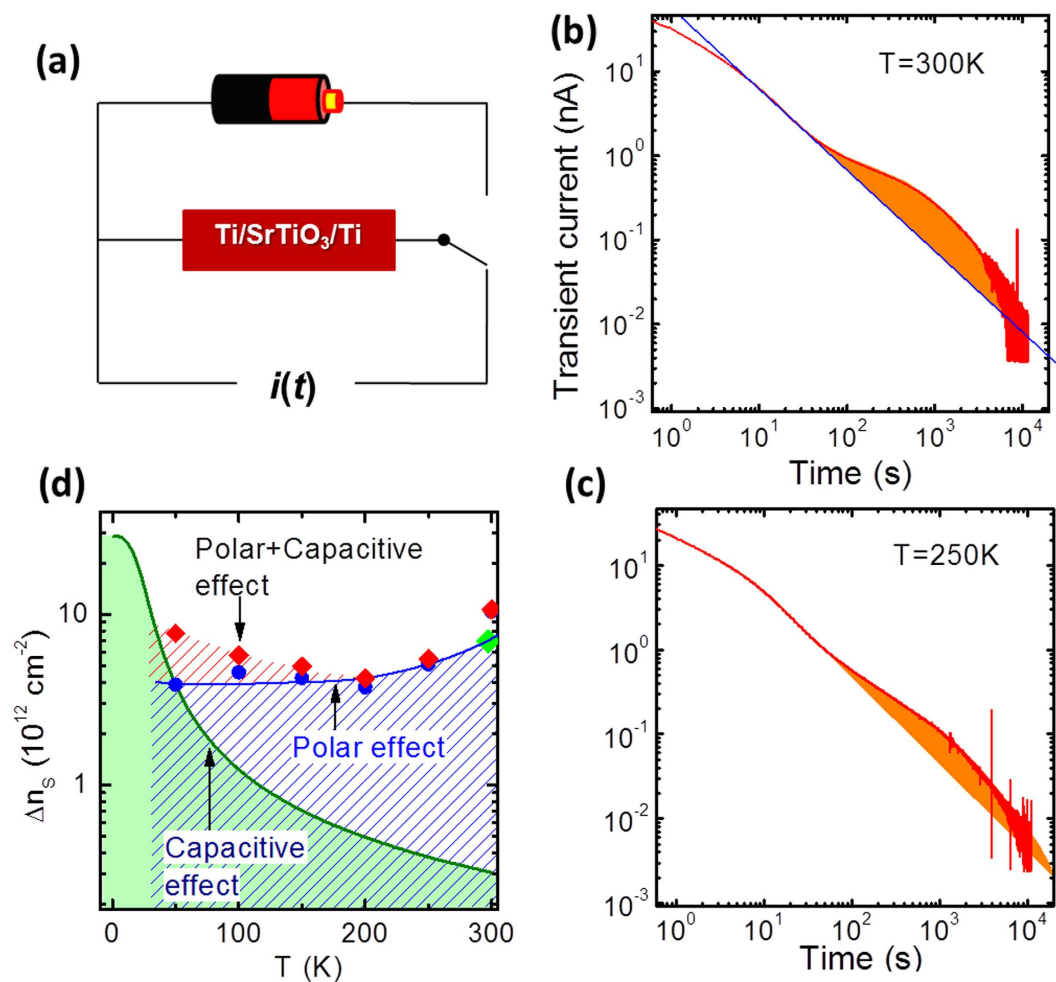 (a)
Ti/SrTiO₃/Ti
i(t)
(b)
T=300K
Transient current (nA)
10¹
10⁰
10⁻¹
10⁻²
10⁻³
10⁰ 10¹ 10² 10³ 10⁴
Time (s)
(d)
Polar+Capacitive
effect
Polar effect
Capacitive
effect
Δnₛ (10¹² cm⁻²)
10
1
0 100 200 300
T (K)
(c)
T=250K
10¹
10⁰
10⁻¹
10⁻²
10⁻³
10⁰ 10¹ 10² 10³ 10⁴
Time (s)